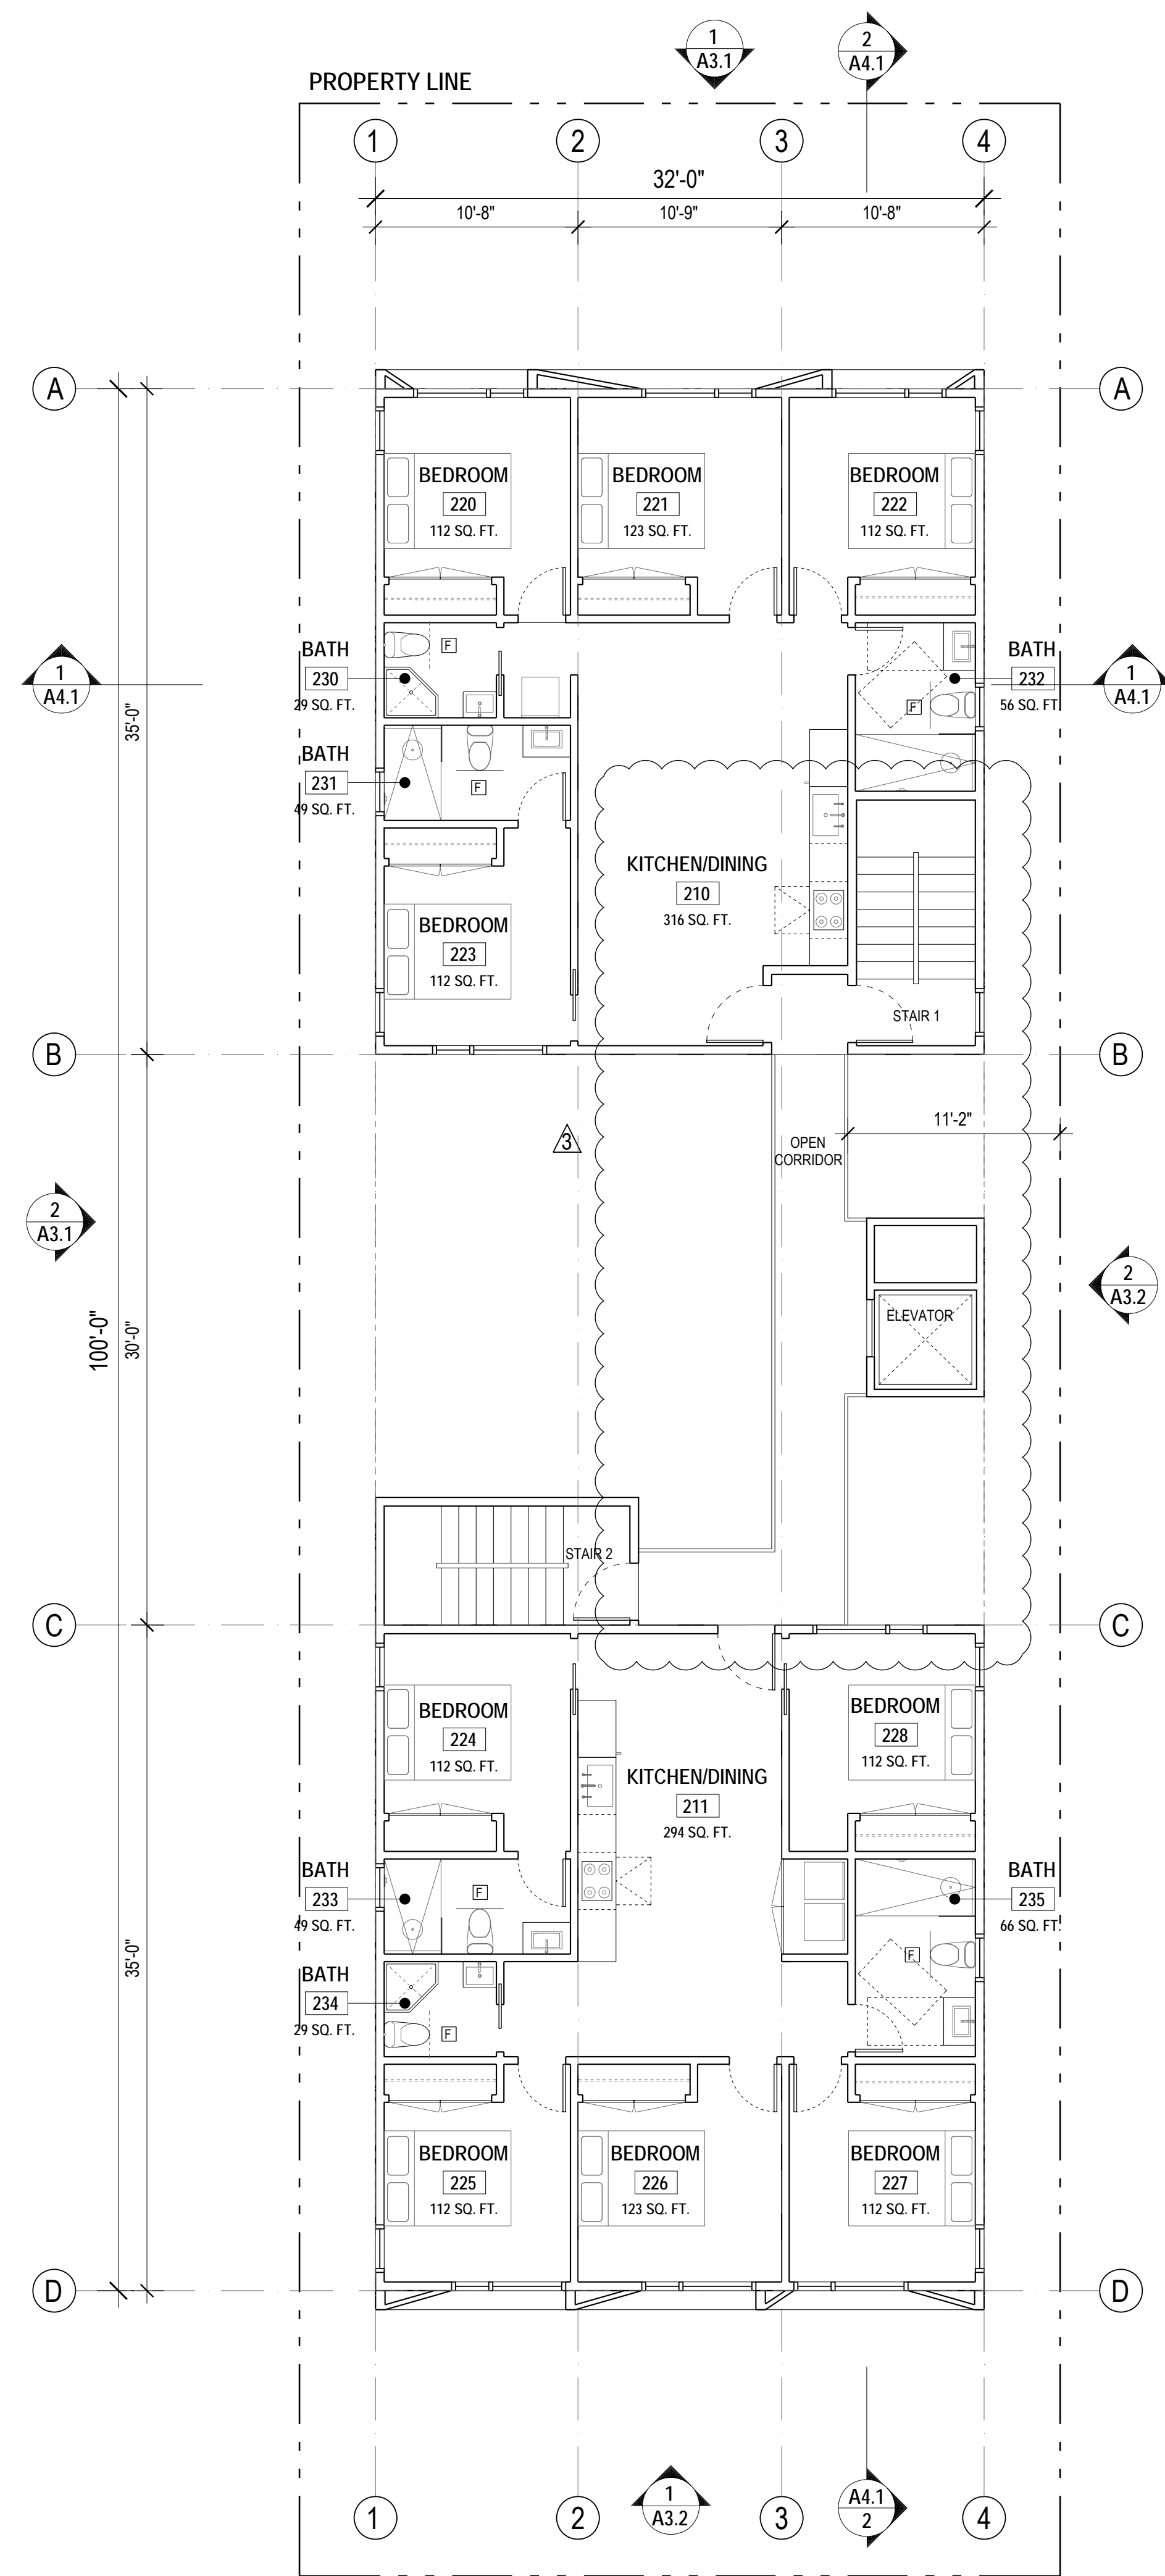 1
A3.1
2
A4.1
PROPERTY LINE
1
2
3
4
32'-0"
10'-8"
10'-9"
10'-8"
A
A
BEDROOM
220
112 SQ. FT.
BEDROOM
221
123 SQ. FT.
BEDROOM
222
112 SQ. FT.
1
A4.1
35'-0"
BATH
230
29 SQ. FT.
F
BATH
232
56 SQ. FT.
F
1
A4.1
BATH
231
49 SQ. FT.
F
KITCHEN/DINING
210
316 SQ. FT.
BEDROOM
223
112 SQ. FT.
STAIR 1
B
B
3
OPEN
CORRIDOR
11'-2"
2
A3.1
2
A3.2
100'-0"
30'-0"
ELEVATOR
STAIR 2
C
C
BEDROOM
224
112 SQ. FT.
KITCHEN/DINING
211
294 SQ. FT.
BEDROOM
228
112 SQ. FT.
BATH
233
49 SQ. FT.
F
BATH
235
66 SQ. FT.
F
35'-0"
BATH
234
29 SQ. FT.
F
BEDROOM
225
112 SQ. FT.
BEDROOM
226
123 SQ. FT.
BEDROOM
227
112 SQ. FT.
D
D
1
2
1
A3.2
3
A4.1
2
4